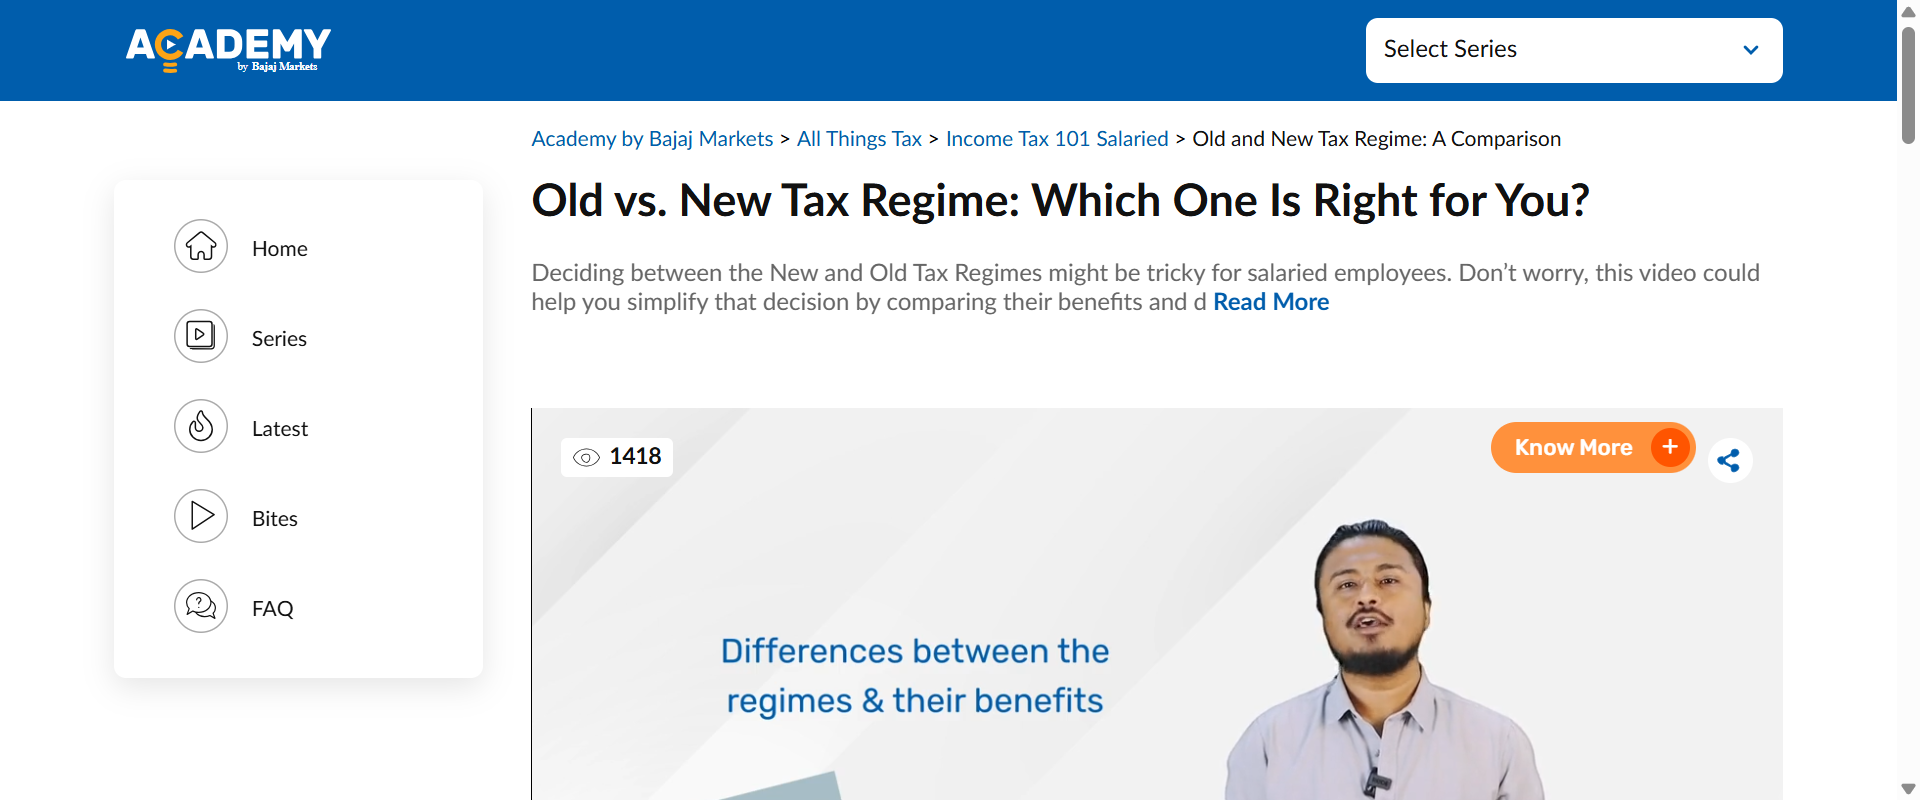 ACADEMY
by Bajaj Markets
Select Series
Academy by Bajaj Markets > All Things Tax > Income Tax 101 Salaried > Old and New Tax Regime: A Comparison
Old vs. New Tax Regime: Which One Is Right for You?
Deciding between the New and Old Tax Regimes might be tricky for salaried employees. Don’t worry, this video could
help you simplify that decision by comparing their benefits and d Read More
Home
Series
Latest
Bites
FAQ
1418
Know More +
Differences between the
regimes & their benefits